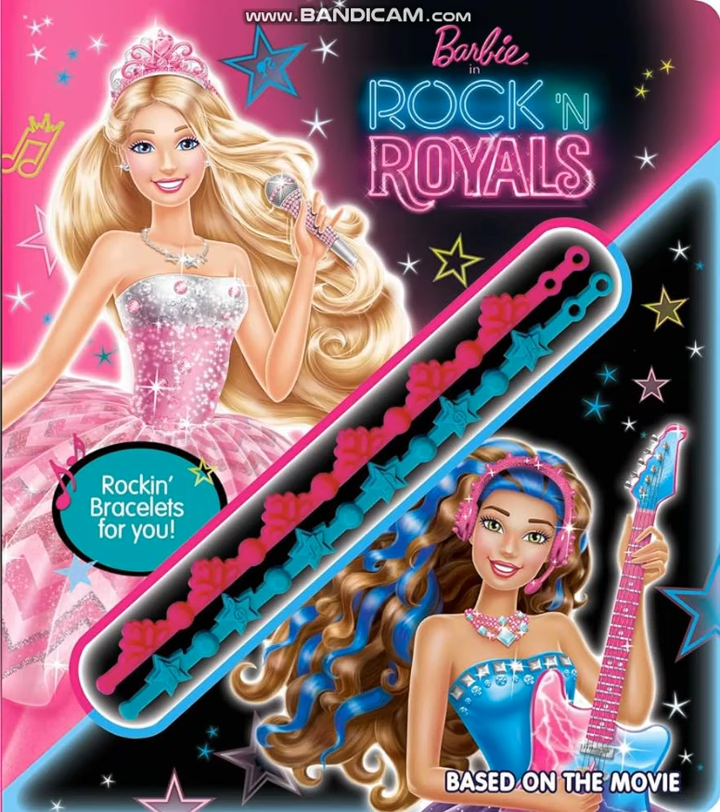 www.BANDICAM.com
Barbie
in
ROCK 'N
ROYALS
Rockin'
Bracelets
for you!
BASED ON THE MOVIE